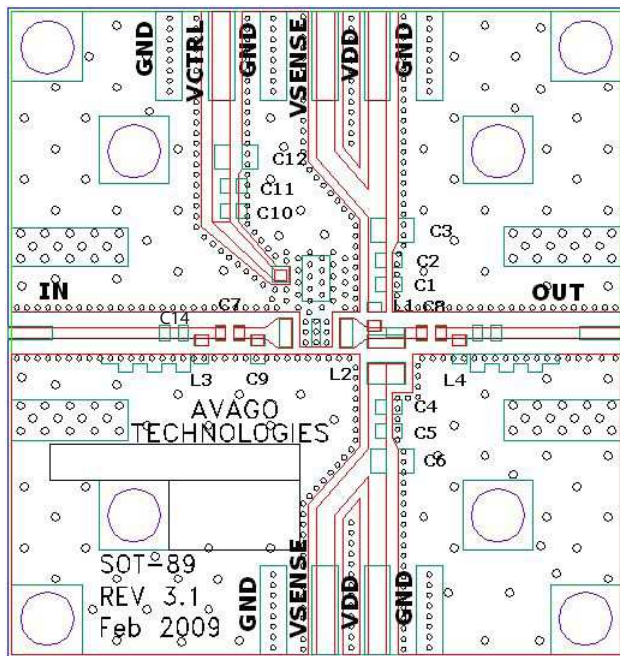 GND VCTRL GND VSENSE VDD GND
C12
C11
C10
C3
C2
C1
IN
L1 C8
OUT
C14 C7
L3 C9 L2 L4
AVAGO
TECHNOLOGIES
C4
C5
C6
SOT-89
REV 3.1
Feb 2009
GND VSENSE VDD GND